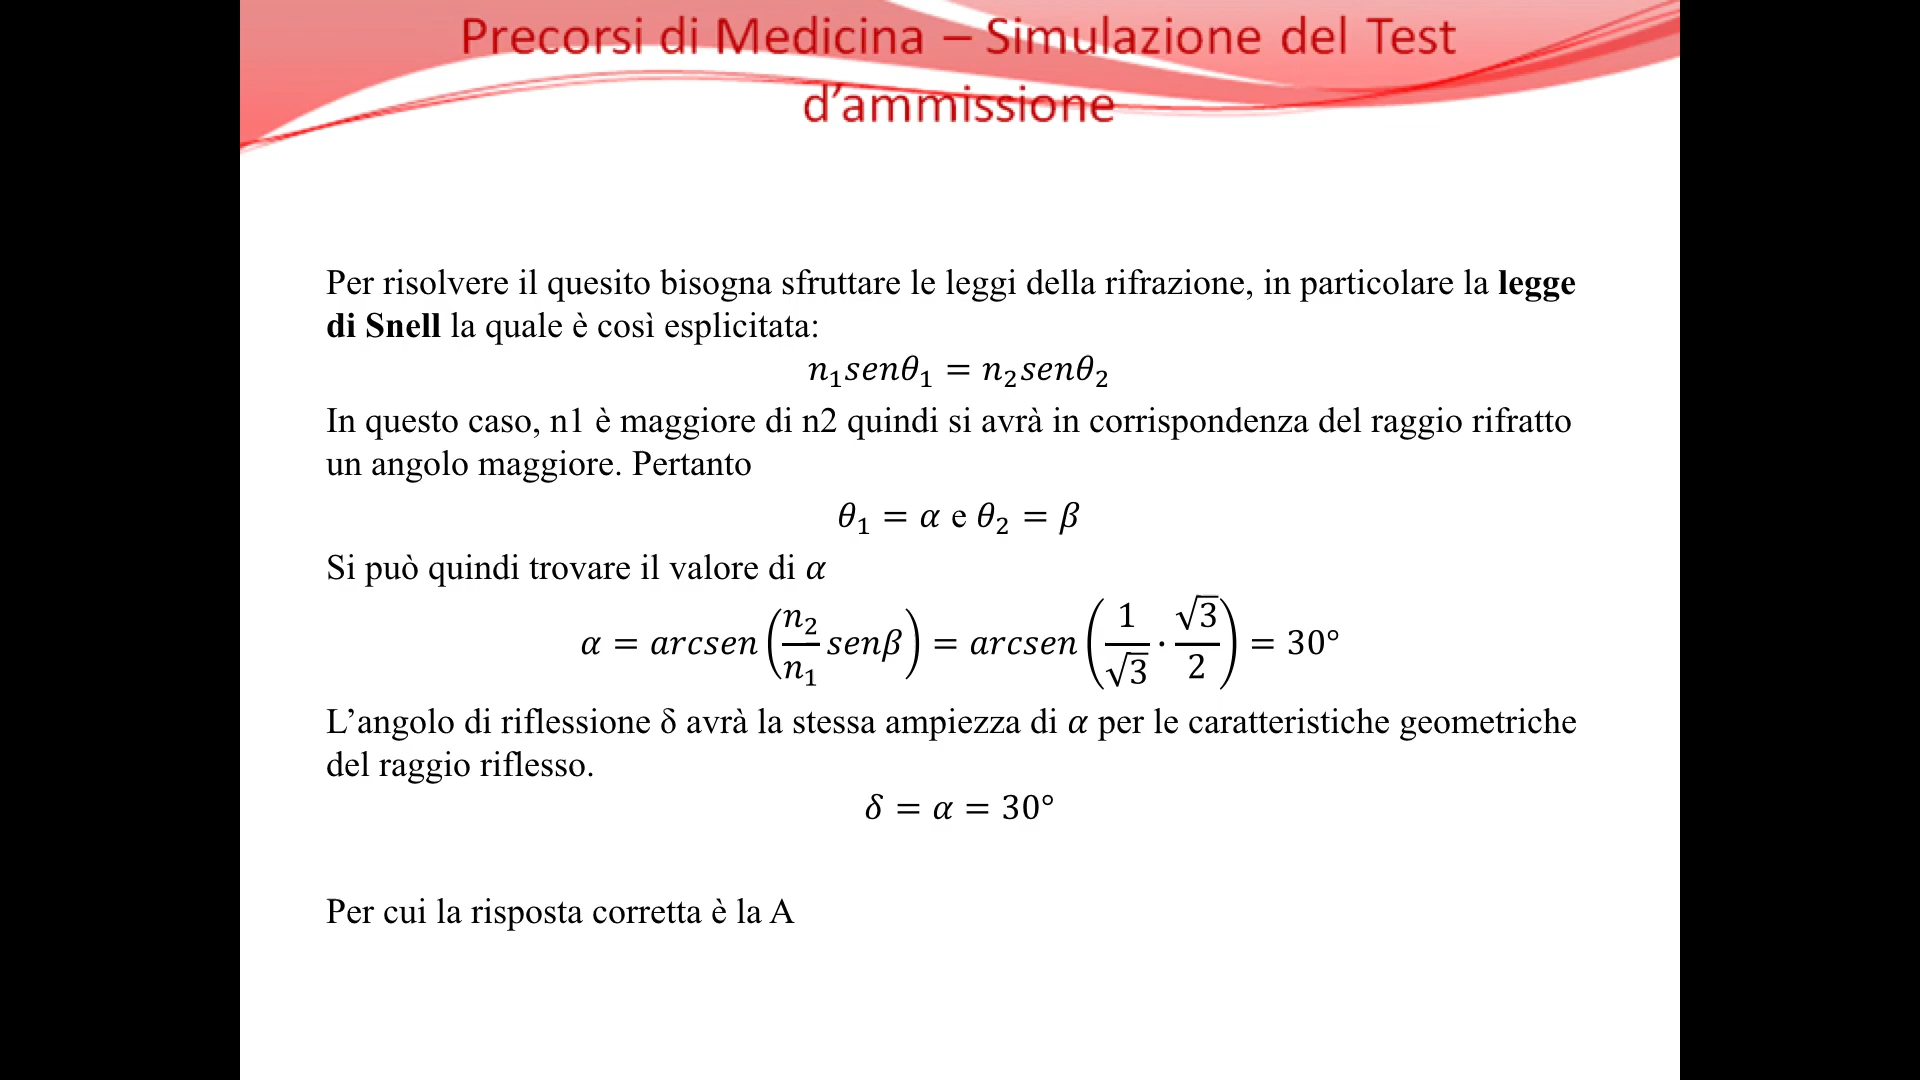 Precorsi di Medicina – Simulazione del Test
d’ammissione
Per risolvere il quesito bisogna sfruttare le leggi della rifrazione, in particolare la legge
di Snell la quale è così esplicitata:
n₁senθ₁ = n₂senθ₂
In questo caso, n1 è maggiore di n2 quindi si avrà in corrispondenza del raggio rifratto
un angolo maggiore. Pertanto
θ₁ = α e θ₂ = β
Si può quindi trovare il valore di α
α = arcsen(n₂/n₁ senβ) = arcsen(1/√3 · √3/2) = 30°
L’angolo di riflessione δ avrà la stessa ampiezza di α per le caratteristiche geometriche
del raggio riflesso.
δ = α = 30°
Per cui la risposta corretta è la A